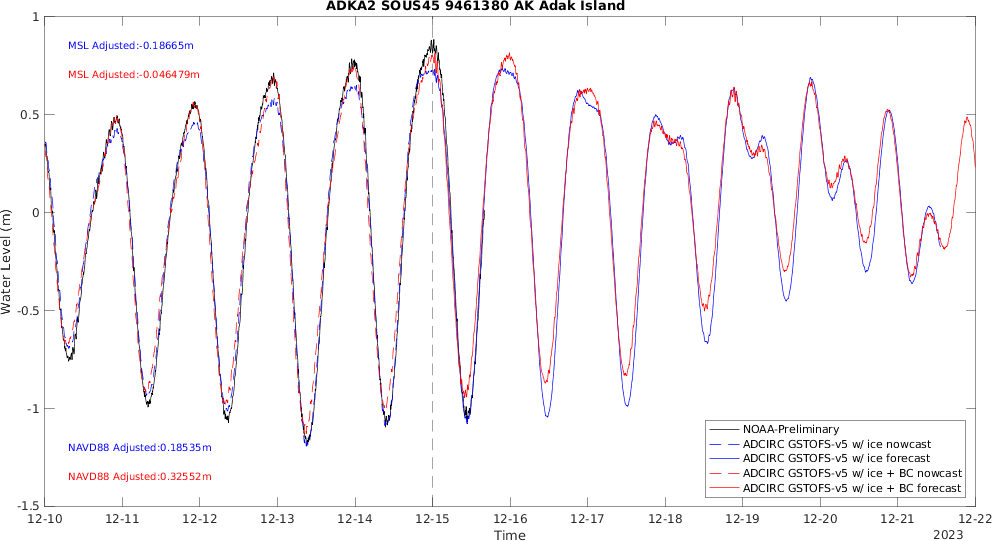 ADKA2 SOUS45 9461380 AK Adak Island
1
0.5
0
-0.5
-1
-1.5
Water Level (m)
MSL Adjusted:-0.18665m
MSL Adjusted:-0.046479m
NAVD88 Adjusted:0.18535m
NAVD88 Adjusted:0.32552m
NOAA-Preliminary
ADCIRC GSTOFS-v5 w/ ice nowcast
ADCIRC GSTOFS-v5 w/ ice forecast
ADCIRC GSTOFS-v5 w/ ice + BC nowcast
ADCIRC GSTOFS-v5 w/ ice + BC forecast
12-10 12-11 12-12 12-13 12-14 12-15 12-16 12-17 12-18 12-19 12-20 12-21 12-22
Time
2023